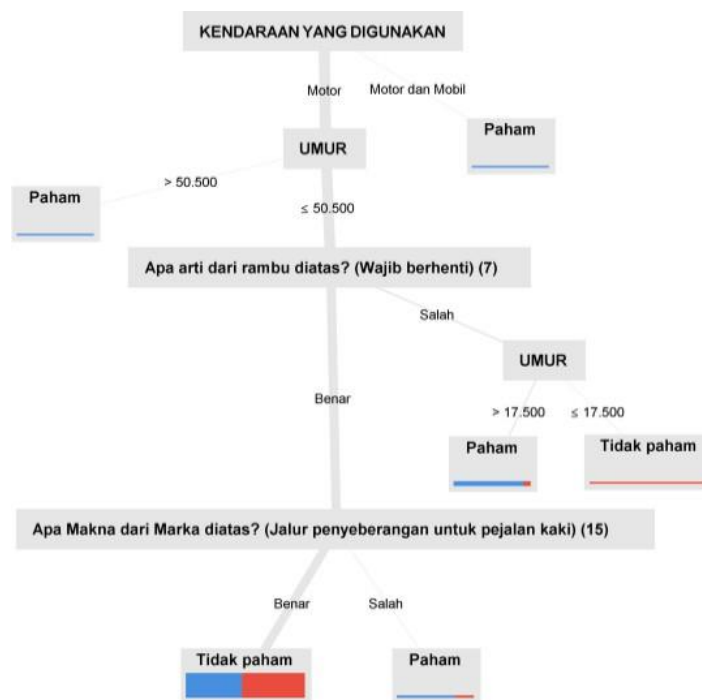 KENDARAAN YANG DIGUNAKAN
Motor
Motor dan Mobil
Paham
UMUR
> 50.500
Paham
≤ 50.500
Apa arti dari rambu diatas? (Wajib berhenti) (7)
Salah
UMUR
Benar
> 17.500
≤ 17.500
Paham
Tidak paham
Apa Makna dari Marka diatas? (Jalur penyeberangan untuk pejalan kaki) (15)
Benar
Salah
Tidak paham
Paham